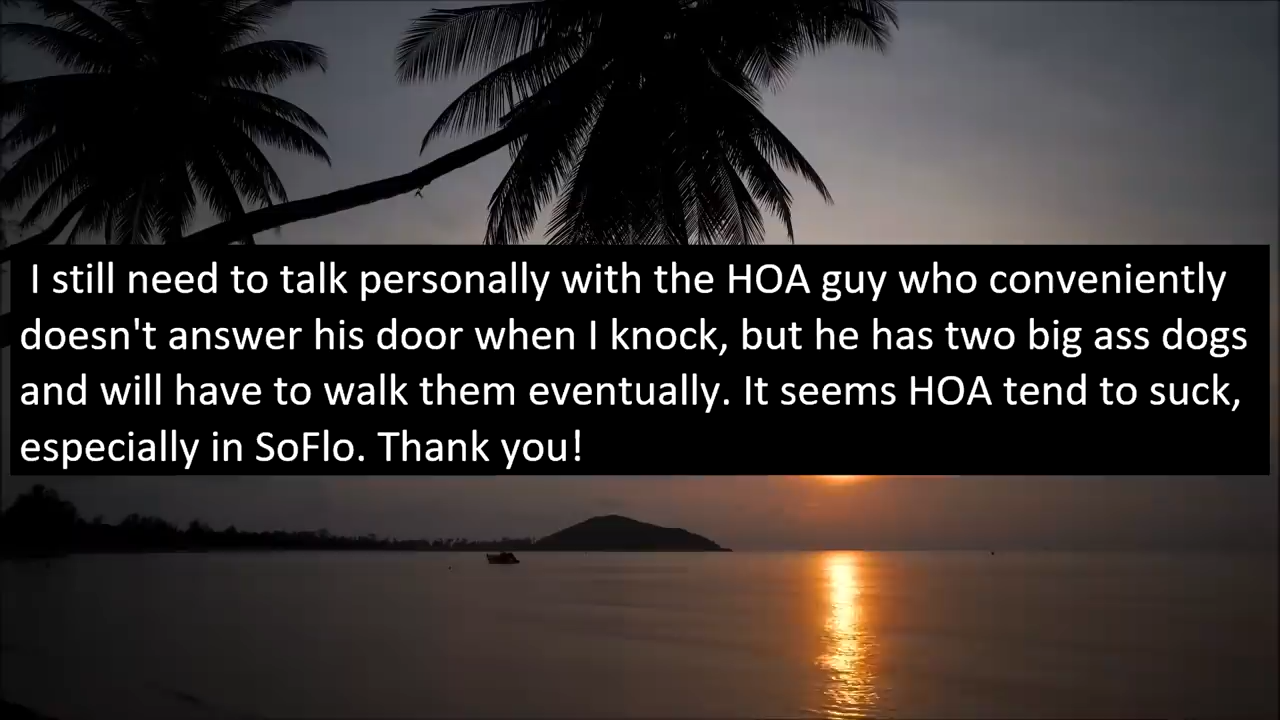 I still need to talk personally with the HOA guy who conveniently
doesn't answer his door when I knock, but he has two big ass dogs
and will have to walk them eventually. It seems HOA tend to suck,
especially in SoFlo. Thank you!